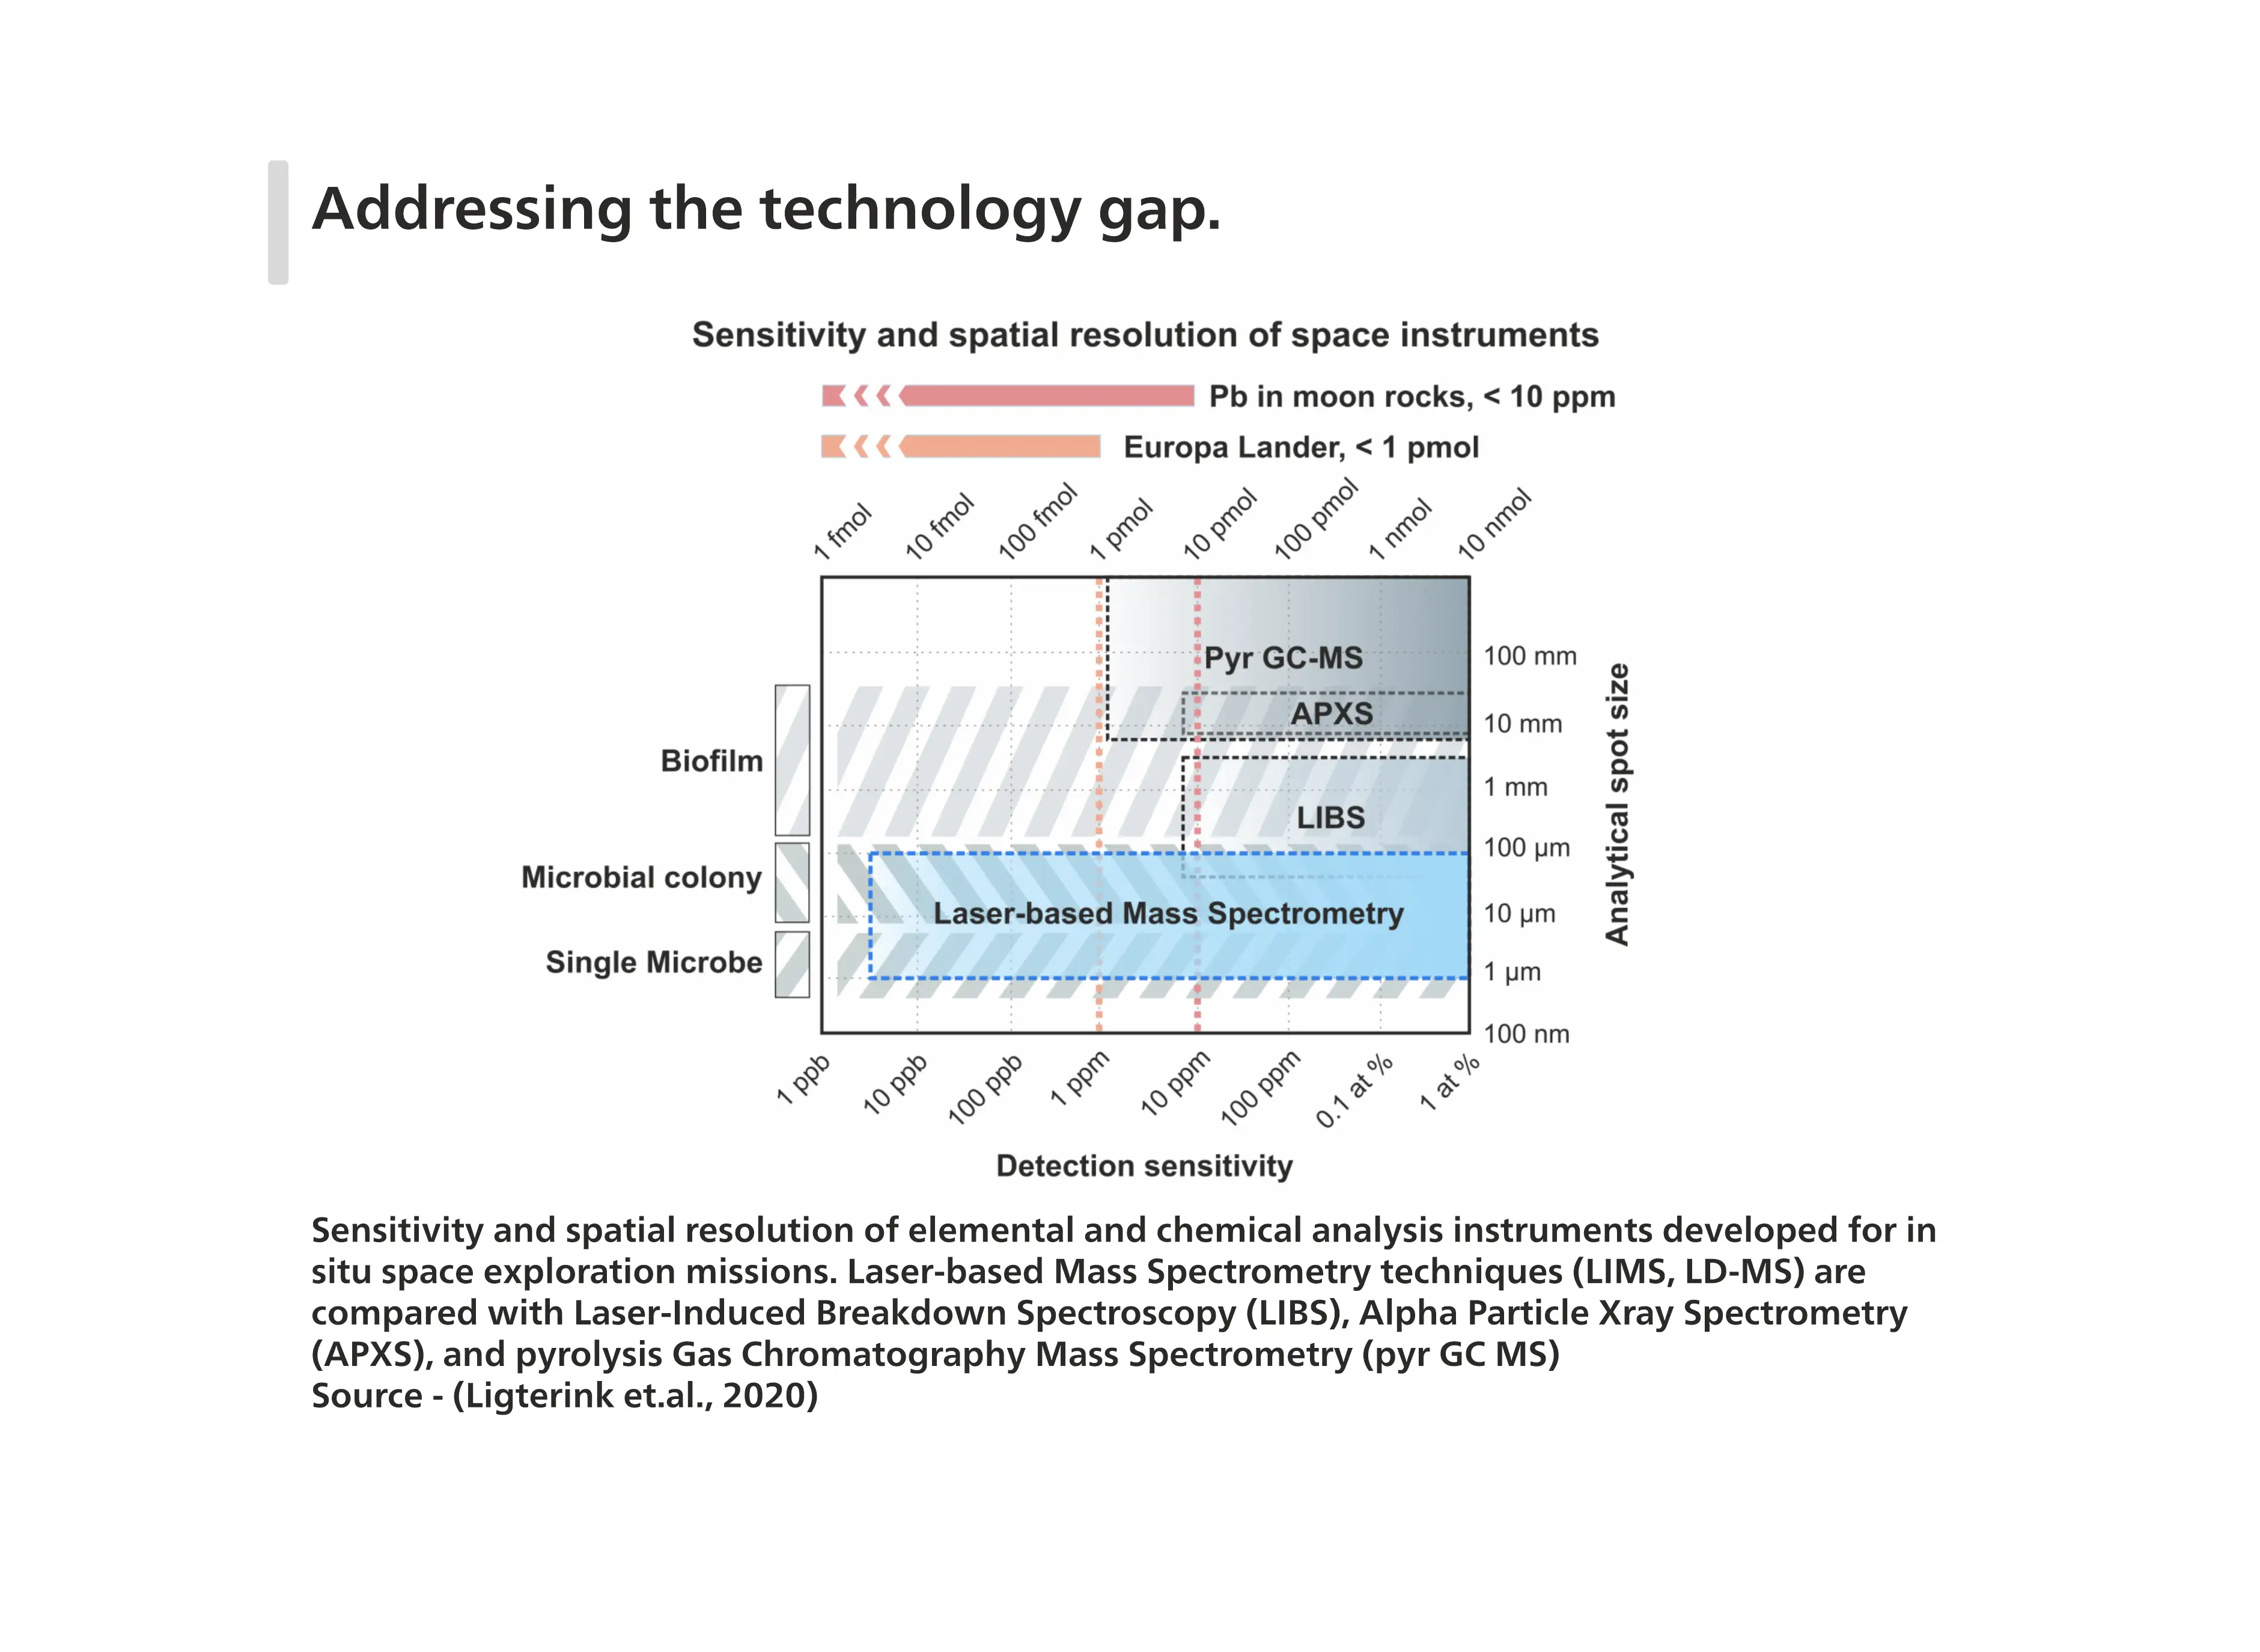 Addressing the technology gap.
Sensitivity and spatial resolution of space instruments
Pb in moon rocks, < 10 ppm
Europa Lander, < 1 pmol
1 fmol
10 fmol
100 fmol
1 pmol
10 pmol
100 pmol
1 nmol
10 nmol
Pyr GC-MS
APXS
LIBS
Laser-based Mass Spectrometry
Biofilm
Microbial colony
Single Microbe
100 mm
10 mm
1 mm
100 µm
10 µm
1 µm
100 nm
Analytical spot size
1 ppb
10 ppb
100 ppb
1 ppm
10 ppm
100 ppm
0.1 at %
1 at %
Detection sensitivity
Sensitivity and spatial resolution of elemental and chemical analysis instruments developed for in
situ space exploration missions. Laser-based Mass Spectrometry techniques (LIMS, LD-MS) are
compared with Laser-Induced Breakdown Spectroscopy (LIBS), Alpha Particle Xray Spectrometry
(APXS), and pyrolysis Gas Chromatography Mass Spectrometry (pyr GC MS)
Source - (Ligterink et.al., 2020)